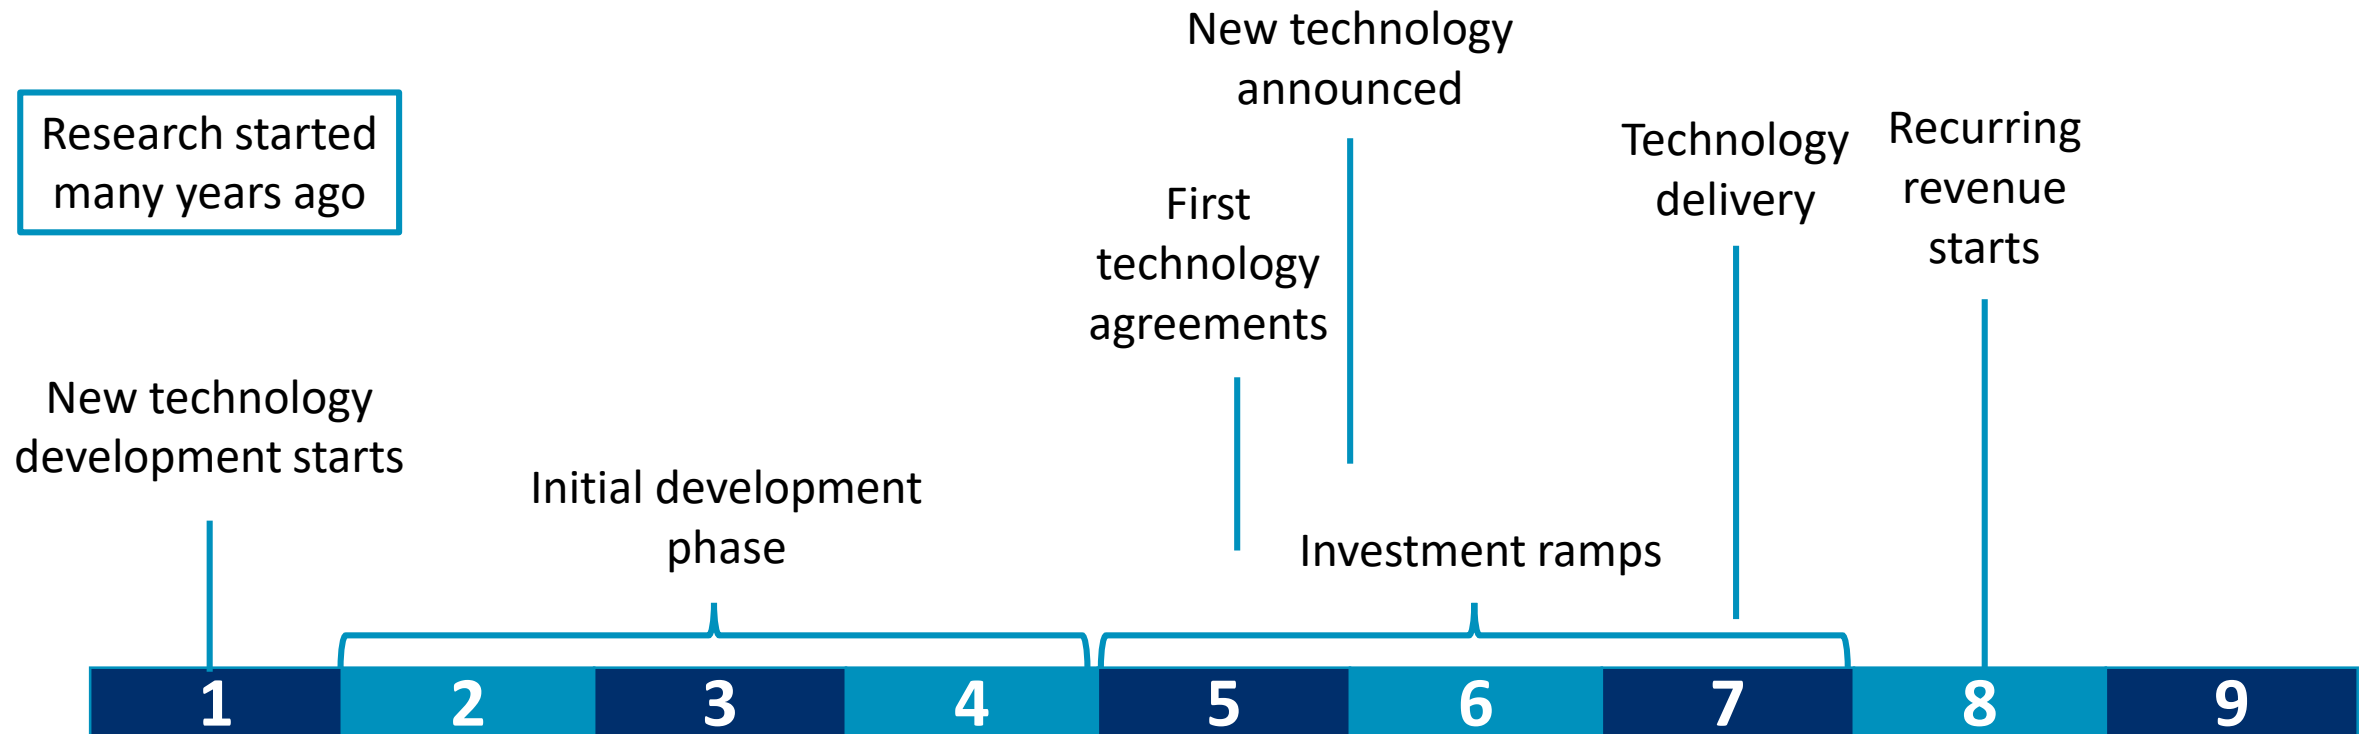 New technology
announced
Research started
many years ago
Technology
delivery
Recurring
revenue
starts
First
technology
agreements
New technology
development starts
Initial development
phase
Investment ramps
1 2 3 4 5 6 7 8 9